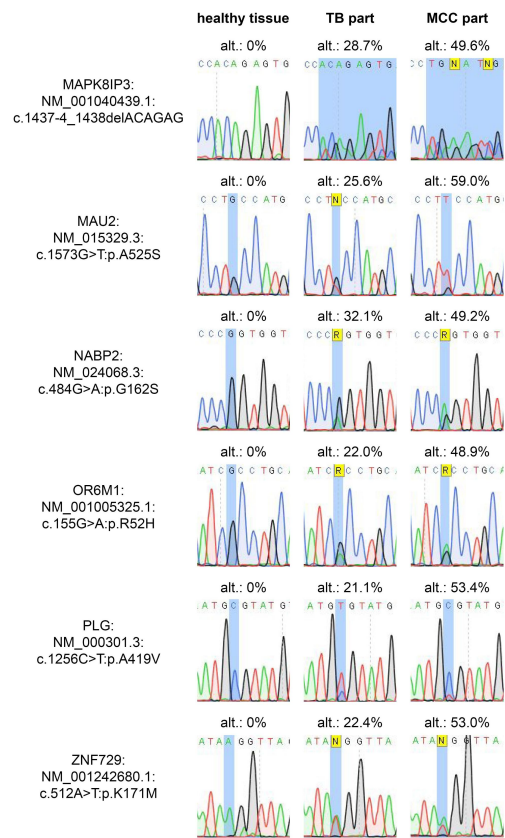 healthy tissue TB part MCC part
alt.: 0% alt.: 28.7% alt.: 49.6%
CCACAGAGTG CCACAGAGTG CCTGNATNG
MAPK8IP3:
NM_001040439.1:
c.1437-4_1438delACAGAG
alt.: 0% alt.: 25.6% alt.: 59.0%
CCTGCCATG CCTNCCATGC CCTTCCATG
MAU2:
NM_015329.3:
c.1573G>T:p.A525S
alt.: 0% alt.: 32.1% alt.: 49.2%
CCCGGTGGT CCCRGTGGT CCCRGTGGT
NABP2:
NM_024068.3:
c.484G>A:p.G162S
alt.: 0% alt.: 22.0% alt.: 48.9%
ATCGCCTGC ATCRCCTGC ATCRCCTGCA
OR6M1:
NM_001005325.1:
c.155G>A:p.R52H
alt.: 0% alt.: 21.1% alt.: 53.4%
ATGCGTATG ATGTGTATG ATGCGTATG
PLG:
NM_000301.3:
c.1256C>T:p.A419V
alt.: 0% alt.: 22.4% alt.: 53.0%
ATAAGGTTA ATANGGTTA ATANGGTTA
ZNF729:
NM_001242680.1:
c.512A>T:p.K171M